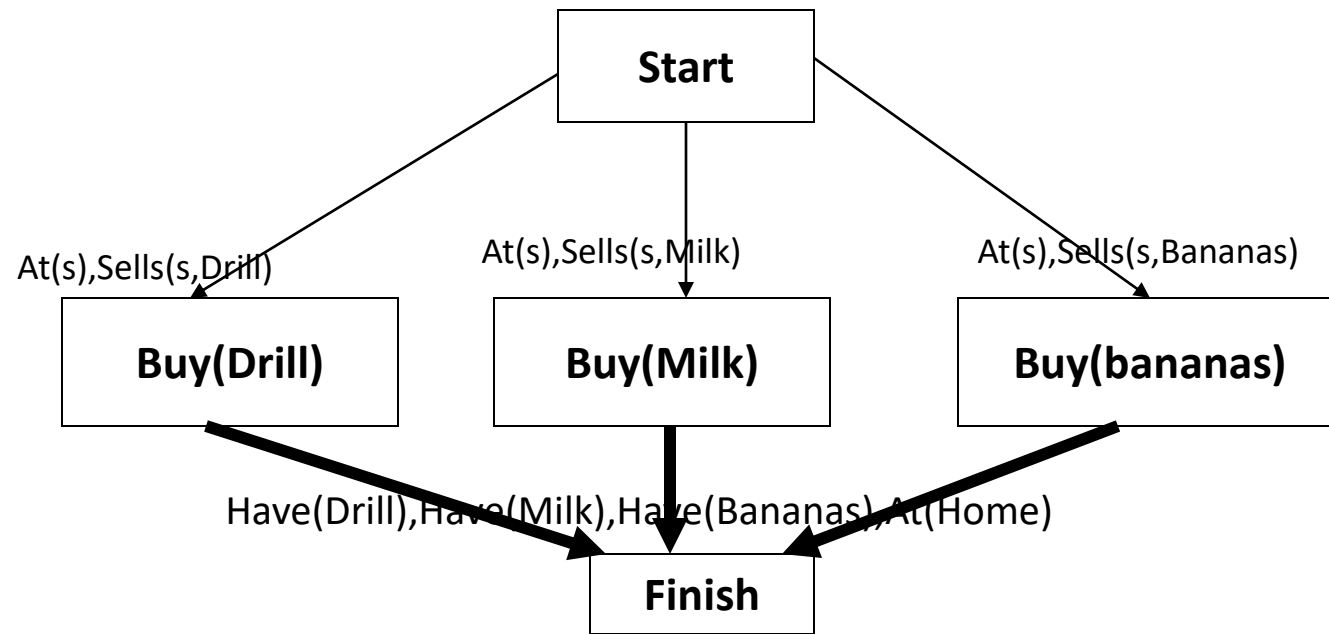 Start
At(s),Sells(s,Drill)
At(s),Sells(s,Milk)
At(s),Sells(s,Bananas)
Buy(Drill)
Buy(Milk)
Buy(bananas)
Have(Drill),Have(Milk),Have(Bananas),At(Home)
Finish